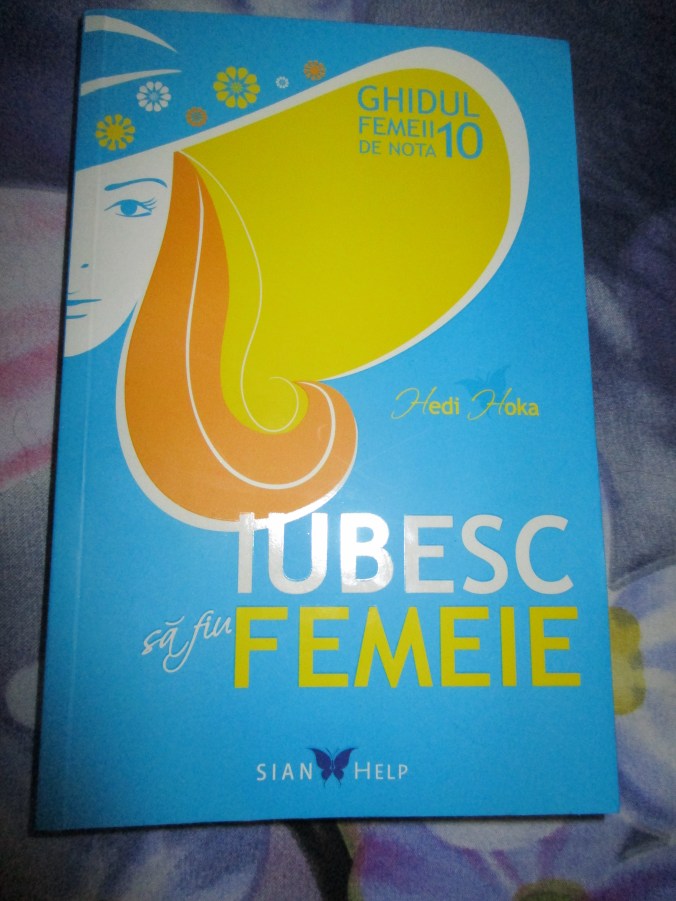 GHIDUL
FEMEII
DE NOTA 10
Hedi Hoka
IUBESC
să fiu FEMEIE
SIAN HELP